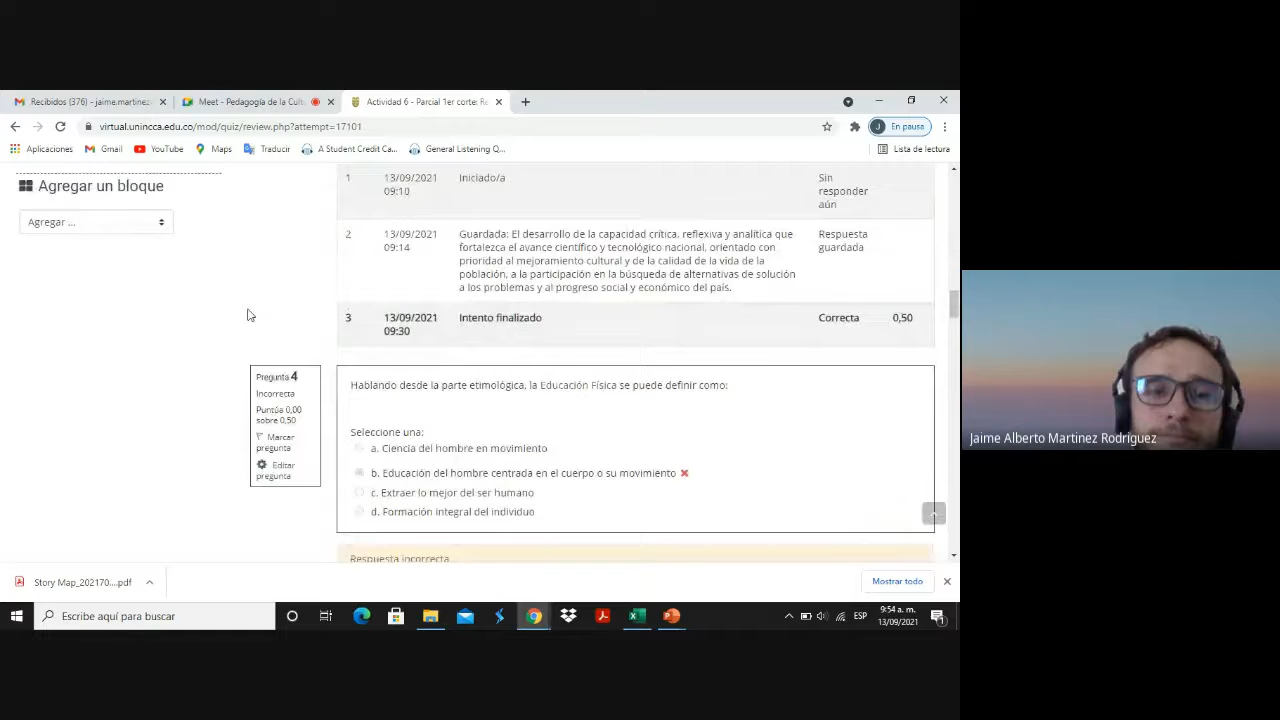 Recibidos (376) - jaime.martinez
Meet - Pedagogía de la Cultu
Actividad 6 - Parcial 1er corte: Re
virtual.unincca.edu.co/mod/quiz/review.php?attempt=17101
J En pausa
Aplicaciones
Gmail
YouTube
Maps
Traducir
A Student Credit Ca...
General Listening Q...
Lista de lectura
Agregar un bloque
Agregar ...
1
13/09/2021
09:10
Iniciado/a
Sin
responder
aún
2
13/09/2021
09:14
Guardada: El desarrollo de la capacidad crítica, reflexiva y analítica que
fortalezca el avance científico y tecnológico nacional, orientado con
prioridad al mejoramiento cultural y de la calidad de la vida de la
población, a la participación en la búsqueda de alternativas de solución
a los problemas y al progreso social y económico del país.
Respuesta
guardada
3
13/09/2021
09:30
Intento finalizado
Correcta
0,50
Pregunta 4
Incorrecta
Puntúa 0,00
sobre 0,50
Marcar
pregunta
Editar
pregunta
Hablando desde la parte etimológica, la Educación Física se puede definir como:
Seleccione una:
a. Ciencia del hombre en movimiento
b. Educación del hombre centrada en el cuerpo o su movimiento
c. Extraer lo mejor del ser humano
d. Formación integral del individuo
Respuesta incorrecta.
Jaime Alberto Martinez Rodriguez
Story Map_202170....pdf
Mostrar todo
Escribe aquí para buscar
ESP
9:54 a. m.
13/09/2021
1